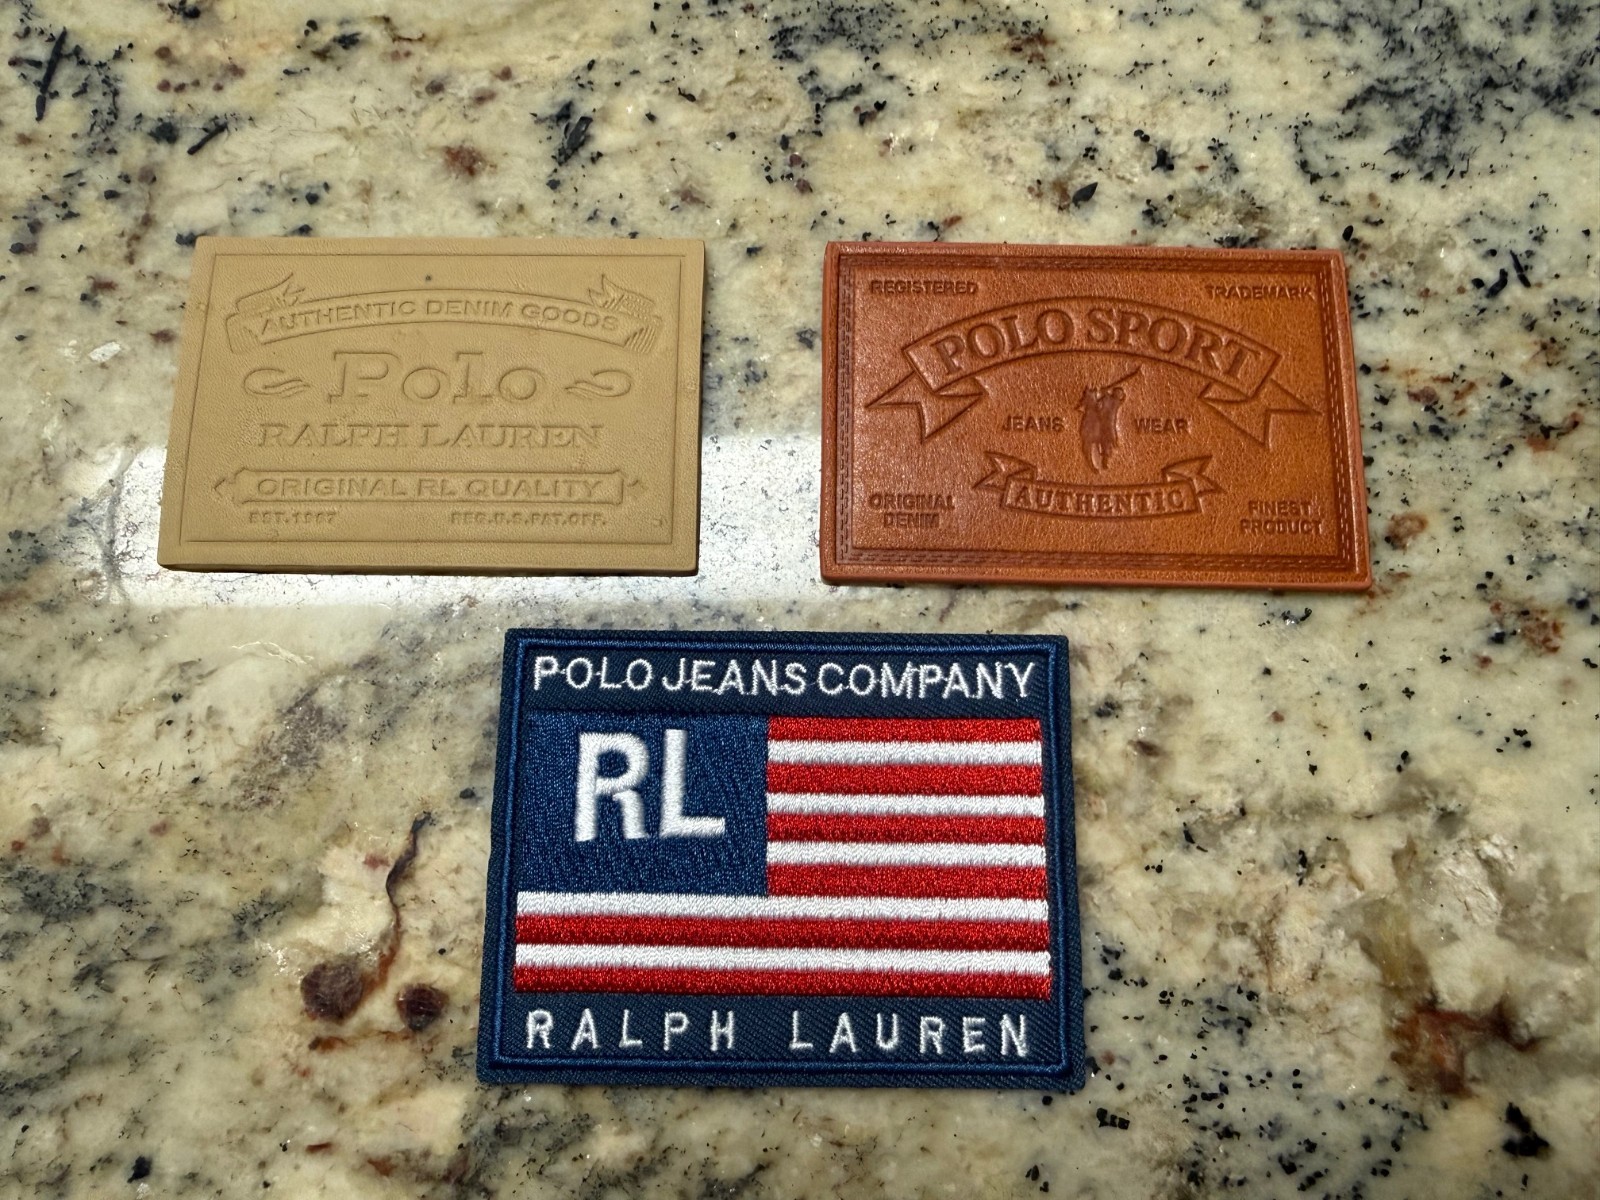 AUTHENTIC DENIM GOODS
Polo
RALPH LAUREN
ORIGINAL RL QUALITY
EST.1967 REG.U.S.PAT.OFF.
REGISTERED TRADEMARK
POLO SPORT
JEANS WEAR
AUTHENTIC
ORIGINAL
DENIM
FINEST
PRODUCT
POLO JEANS COMPANY
RL
RALPH LAUREN